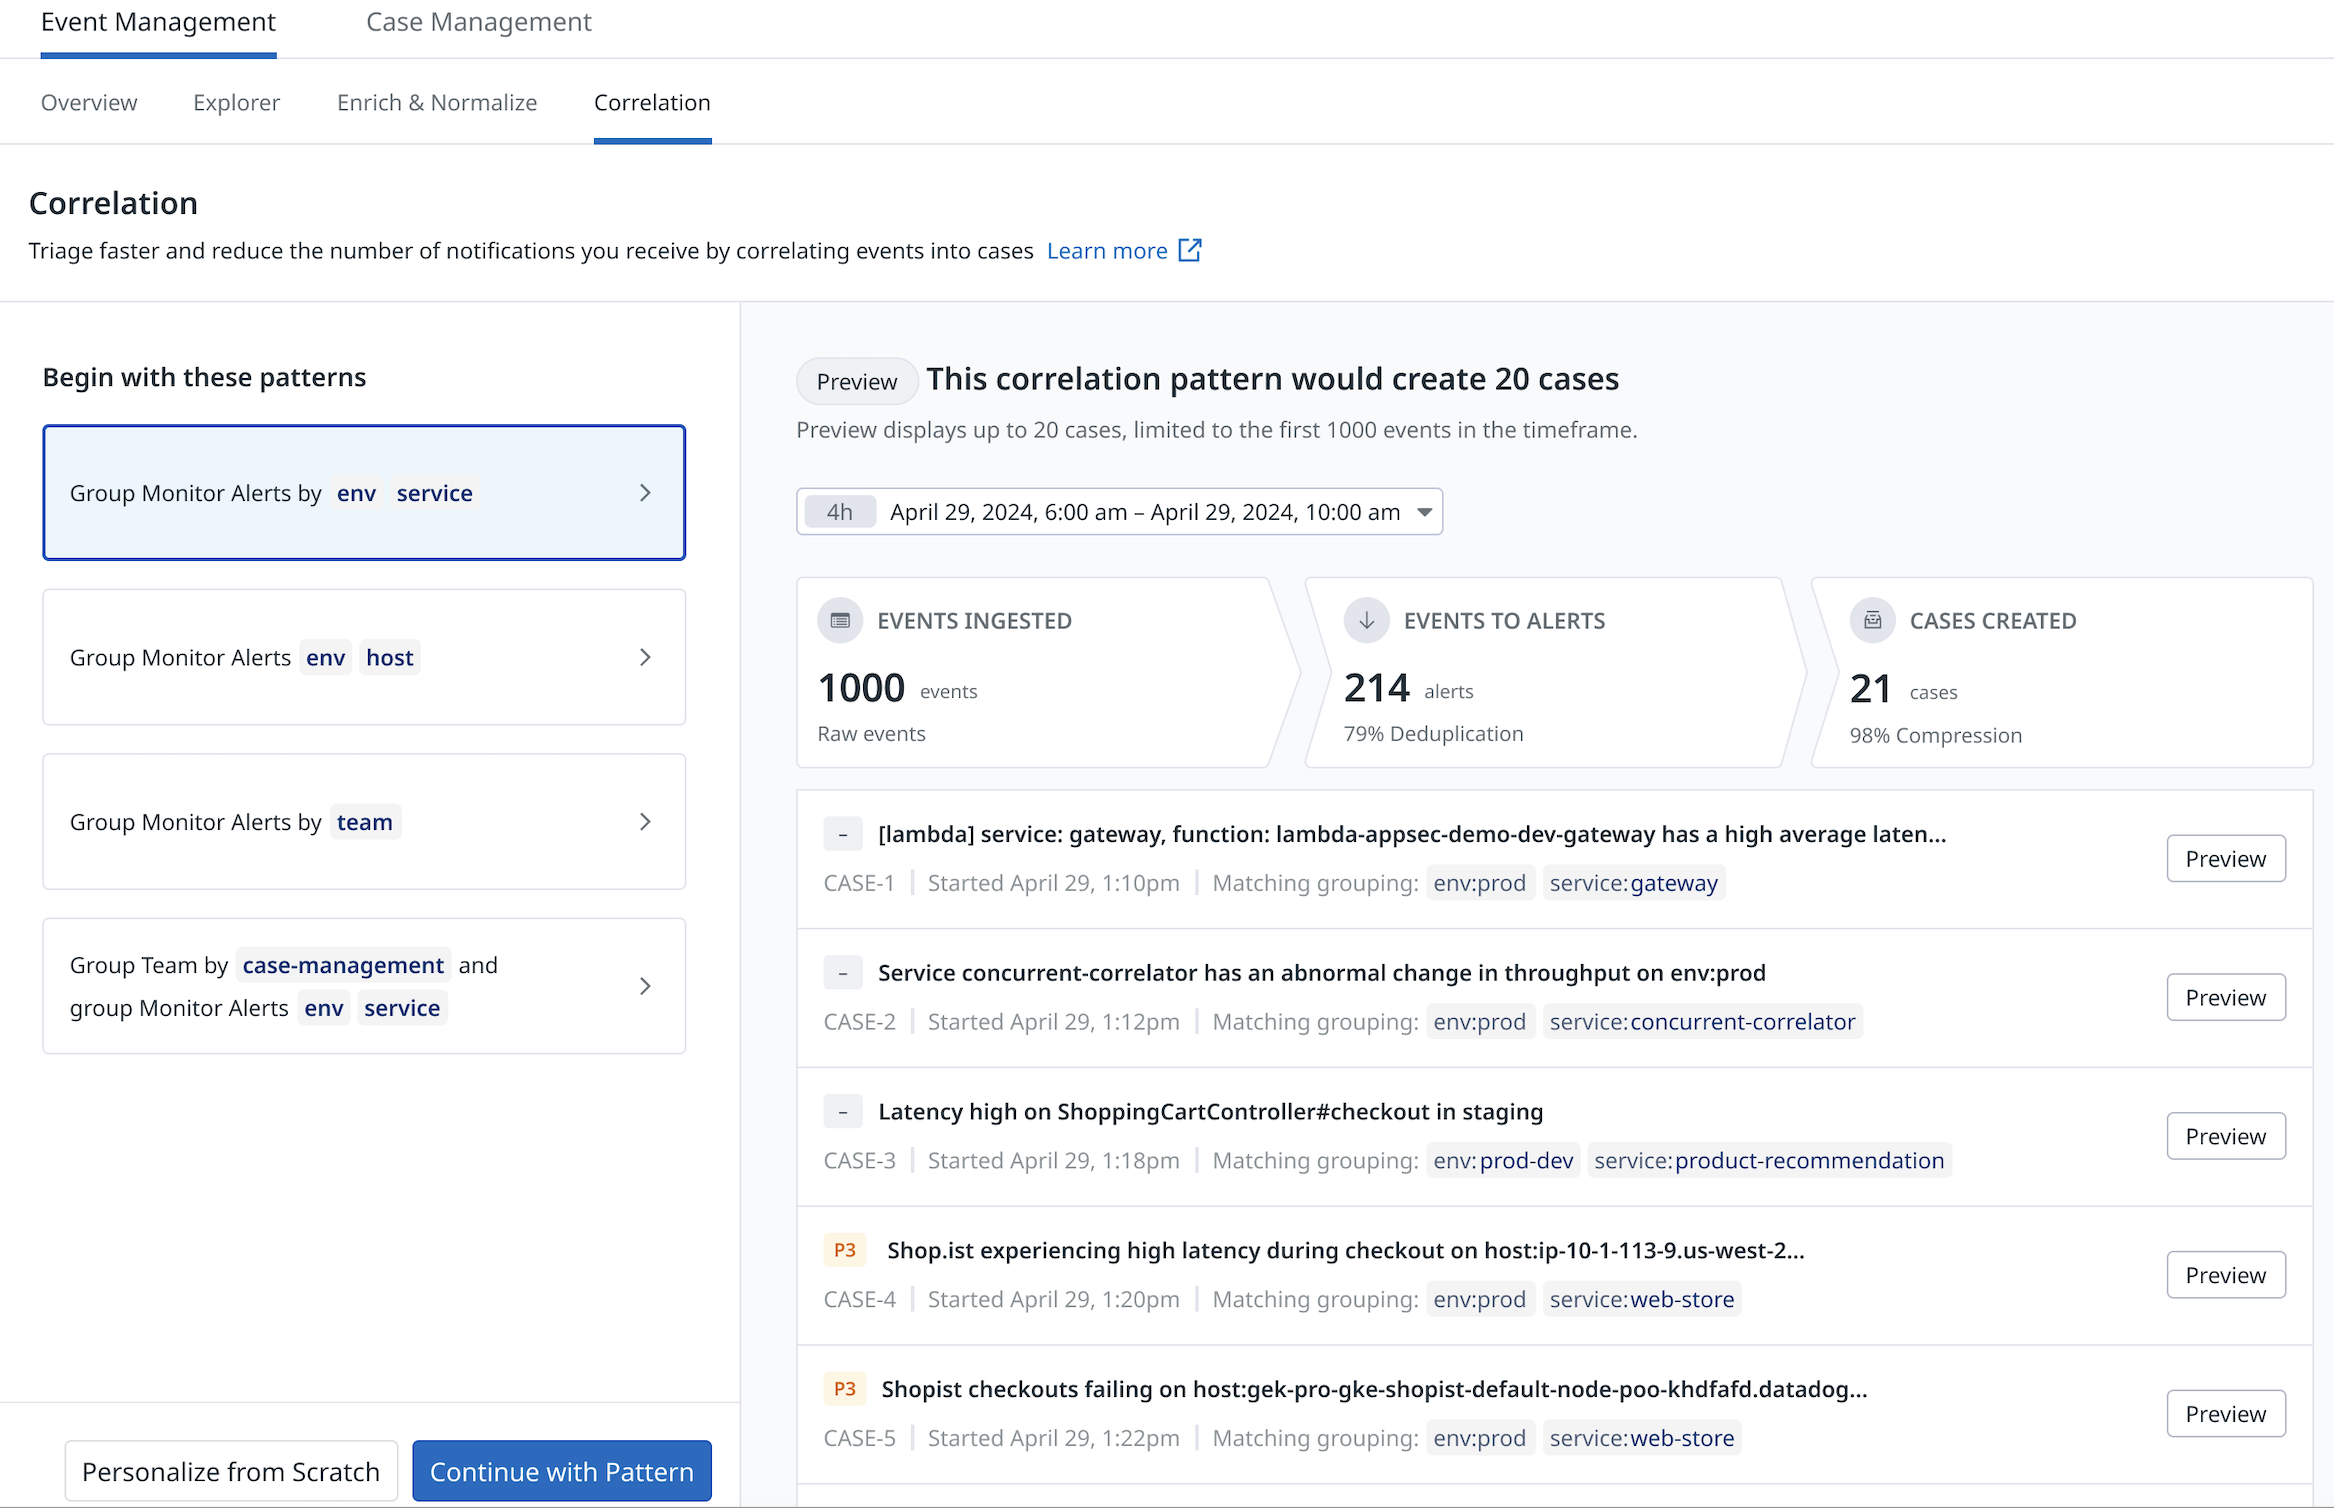 Event Management Case Management
Overview Explorer Enrich & Normalize Correlation
Correlation
Triage faster and reduce the number of notifications you receive by correlating events into cases Learn more
Begin with these patterns
Group Monitor Alerts by env service
Group Monitor Alerts env host
Group Monitor Alerts by team
Group Team by case-management and
group Monitor Alerts env service
Personalize from Scratch Continue with Pattern
Preview This correlation pattern would create 20 cases
Preview displays up to 20 cases, limited to the first 1000 events in the timeframe.
4h April 29, 2024, 6:00 am – April 29, 2024, 10:00 am
EVENTS INGESTED
1000 events
Raw events
EVENTS TO ALERTS
214 alerts
79% Deduplication
CASES CREATED
21 cases
98% Compression
– [lambda] service: gateway, function: lambda-appsec-demo-dev-gateway has a high average laten...
CASE-1 | Started April 29, 1:10pm | Matching grouping: env:prod service:gateway
Preview
– Service concurrent-correlator has an abnormal change in throughput on env:prod
CASE-2 | Started April 29, 1:12pm | Matching grouping: env:prod service:concurrent-correlator
Preview
– Latency high on ShoppingCartController#checkout in staging
CASE-3 | Started April 29, 1:18pm | Matching grouping: env:prod-dev service:product-recommendation
Preview
P3 Shop.ist experiencing high latency during checkout on host:ip-10-1-113-9.us-west-2...
CASE-4 | Started April 29, 1:20pm | Matching grouping: env:prod service:web-store
Preview
P3 Shopist checkouts failing on host:gek-pro-gke-shopist-default-node-poo-khdfafd.datadog...
CASE-5 | Started April 29, 1:22pm | Matching grouping: env:prod service:web-store
Preview